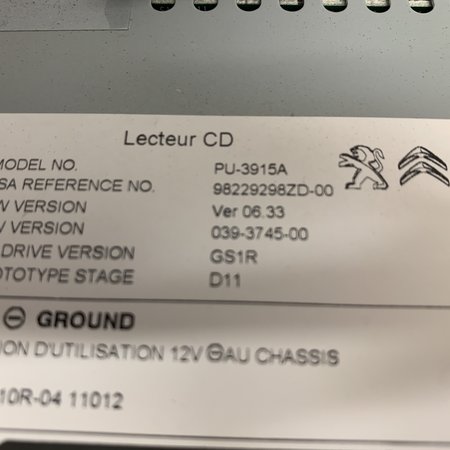 Lecteur CD
MODEL NO. PU-3915A
SA REFERENCE NO. 98229298ZD-00
W VERSION Ver 06.33
V VERSION 039-3745-00
DRIVE VERSION GS1R
OTOTYPE STAGE D11
⊖ GROUND
ION D'UTILISATION 12V ⊖AU CHASSIS
10R-04 11012